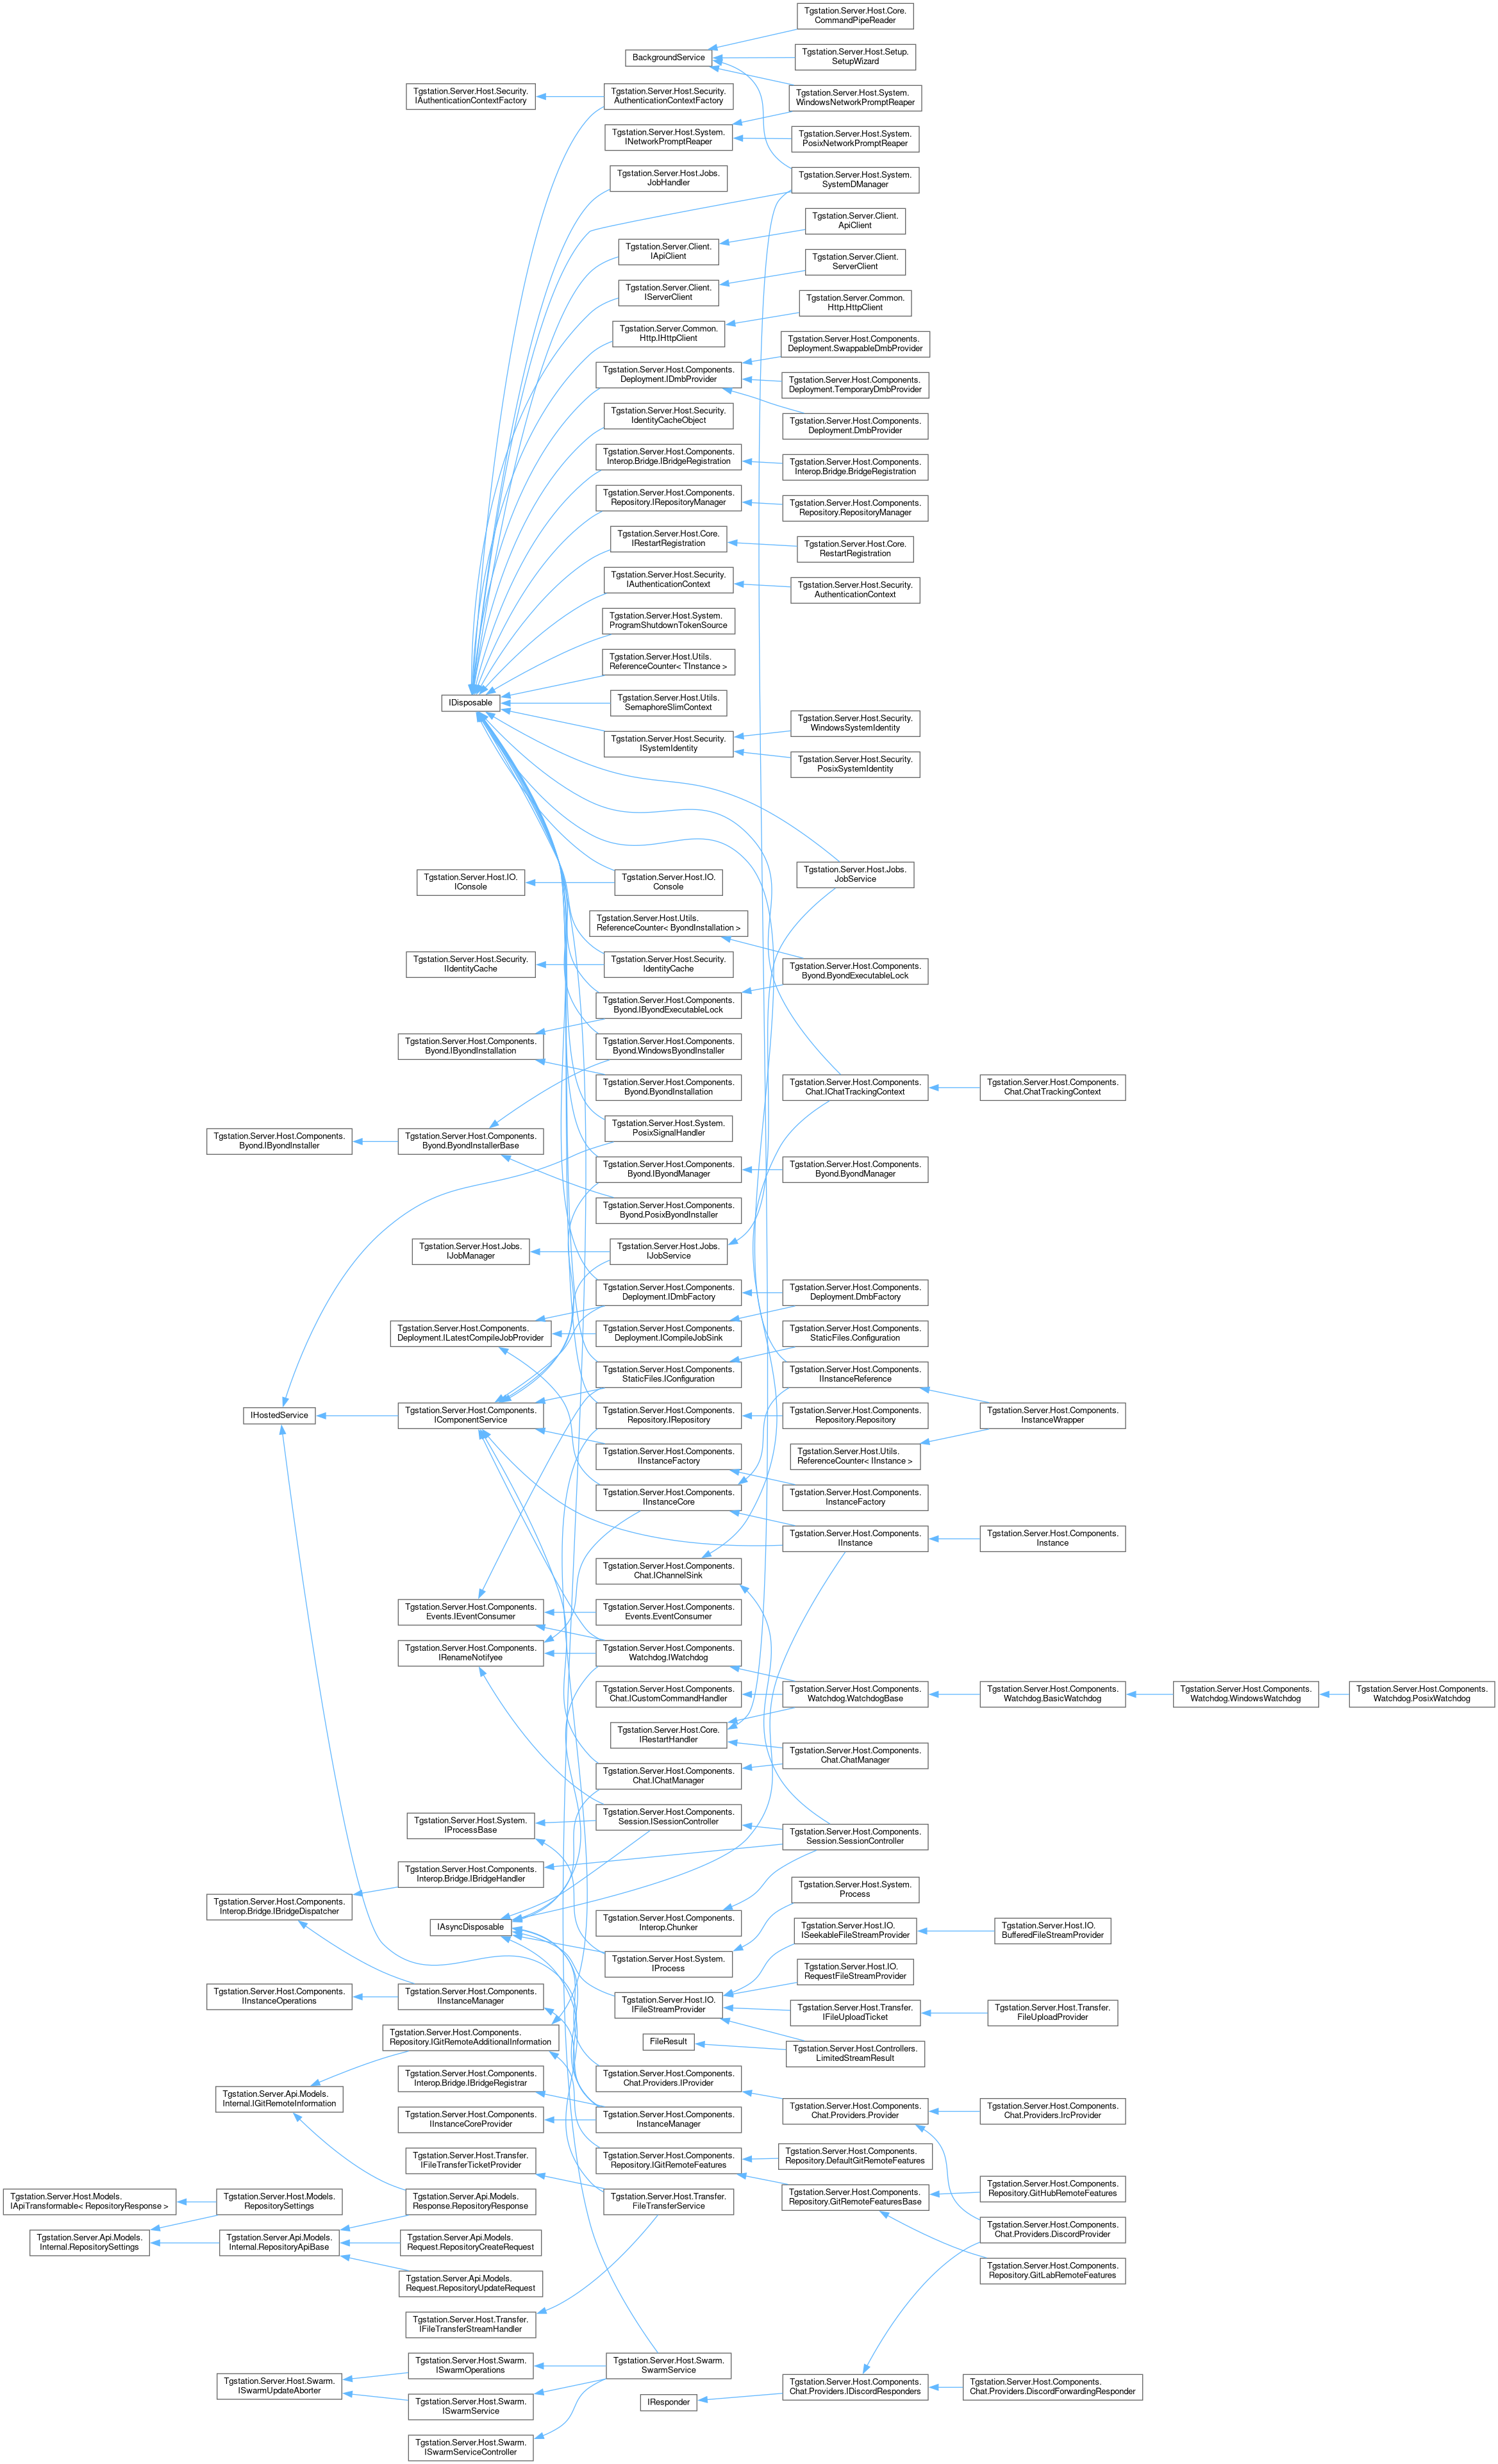 Tgstation.Server.Host.Core.
CommandPipeReader
BackgroundService
Tgstation.Server.Host.Setup.
SetupWizard
Tgstation.Server.Host.Security.
IAuthenticationContextFactory
Tgstation.Server.Host.Security.
AuthenticationContextFactory
Tgstation.Server.Host.System.
WindowsNetworkPromptReaper
Tgstation.Server.Host.System.
INetworkPromptReaper
Tgstation.Server.Host.System.
PosixNetworkPromptReaper
Tgstation.Server.Host.Jobs.
JobHandler
Tgstation.Server.Host.System.
SystemDManager
Tgstation.Server.Client.
ApiClient
Tgstation.Server.Client.
IApiClient
Tgstation.Server.Client.
ServerClient
Tgstation.Server.Client.
IServerClient
Tgstation.Server.Common.
Http.HttpClient
Tgstation.Server.Common.
Http.IHttpClient
Tgstation.Server.Host.Components.
Deployment.SwappableDmbProvider
Tgstation.Server.Host.Components.
Deployment.IDmbProvider
Tgstation.Server.Host.Components.
Deployment.TemporaryDmbProvider
Tgstation.Server.Host.Security.
IdentityCacheObject
Tgstation.Server.Host.Components.
Deployment.DmbProvider
Tgstation.Server.Host.Components.
Interop.Bridge.IBridgeRegistration
Tgstation.Server.Host.Components.
Interop.Bridge.BridgeRegistration
Tgstation.Server.Host.Components.
Repository.IRepositoryManager
Tgstation.Server.Host.Components.
Repository.RepositoryManager
Tgstation.Server.Host.Core.
IRestartRegistration
Tgstation.Server.Host.Core.
RestartRegistration
Tgstation.Server.Host.Security.
IAuthenticationContext
Tgstation.Server.Host.Security.
AuthenticationContext
Tgstation.Server.Host.System.
ProgramShutdownTokenSource
Tgstation.Server.Host.Utils.
ReferenceCounter< TInstance >
IDisposable
Tgstation.Server.Host.Utils.
SemaphoreSlimContext
Tgstation.Server.Host.Security.
ISystemIdentity
Tgstation.Server.Host.Security.
WindowsSystemIdentity
Tgstation.Server.Host.Security.
PosixSystemIdentity
Tgstation.Server.Host.IO.
IConsole
Tgstation.Server.Host.IO.
Console
Tgstation.Server.Host.Jobs.
JobService
Tgstation.Server.Host.Utils.
ReferenceCounter< ByondInstallation >
Tgstation.Server.Host.Security.
IIdentityCache
Tgstation.Server.Host.Security.
IdentityCache
Tgstation.Server.Host.Components.
Byond.ByondExecutableLock
Tgstation.Server.Host.Components.
Byond.IByondExecutableLock
Tgstation.Server.Host.Components.
Byond.IByondInstallation
Tgstation.Server.Host.Components.
Byond.WindowsByondInstaller
Tgstation.Server.Host.Components.
Byond.ByondInstallation
Tgstation.Server.Host.Components.
Chat.IChatTrackingContext
Tgstation.Server.Host.Components.
Chat.ChatTrackingContext
Tgstation.Server.Host.Components.
Byond.IByondInstaller
Tgstation.Server.Host.Components.
Byond.ByondInstallerBase
Tgstation.Server.Host.System.
PosixSignalHandler
Tgstation.Server.Host.Components.
Byond.IByondManager
Tgstation.Server.Host.Components.
Byond.ByondManager
Tgstation.Server.Host.Components.
Byond.PosixByondInstaller
Tgstation.Server.Host.Jobs.
IJobManager
Tgstation.Server.Host.Jobs.
IJobService
Tgstation.Server.Host.Components.
Deployment.IDmbFactory
Tgstation.Server.Host.Components.
Deployment.DmbFactory
Tgstation.Server.Host.Components.
Deployment.ILatestCompileJobProvider
Tgstation.Server.Host.Components.
Deployment.ICompileJobSink
Tgstation.Server.Host.Components.
StaticFiles.Configuration
Tgstation.Server.Host.Components.
StaticFiles.IConfiguration
Tgstation.Server.Host.Components.
IInstanceReference
IHostedService
Tgstation.Server.Host.Components.
IComponentService
Tgstation.Server.Host.Components.
Repository.IRepository
Tgstation.Server.Host.Components.
Repository.Repository
Tgstation.Server.Host.Components.
InstanceWrapper
Tgstation.Server.Host.Components.
IInstanceFactory
Tgstation.Server.Host.Utils.
ReferenceCounter< IInstance >
Tgstation.Server.Host.Components.
IInstanceCore
Tgstation.Server.Host.Components.
InstanceFactory
Tgstation.Server.Host.Components.
IInstance
Tgstation.Server.Host.Components.
Instance
Tgstation.Server.Host.Components.
Chat.IChannelSink
Tgstation.Server.Host.Components.
Events.IEventConsumer
Tgstation.Server.Host.Components.
Events.EventConsumer
Tgstation.Server.Host.Components.
IRenameNotifyee
Tgstation.Server.Host.Components.
Watchdog.IWatchdog
Tgstation.Server.Host.Components.
Chat.ICustomCommandHandler
Tgstation.Server.Host.Components.
Watchdog.WatchdogBase
Tgstation.Server.Host.Components.
Watchdog.BasicWatchdog
Tgstation.Server.Host.Components.
Watchdog.WindowsWatchdog
Tgstation.Server.Host.Components.
Watchdog.PosixWatchdog
Tgstation.Server.Host.Core.
IRestartHandler
Tgstation.Server.Host.Components.
Chat.ChatManager
Tgstation.Server.Host.Components.
Chat.IChatManager
Tgstation.Server.Host.System.
IProcessBase
Tgstation.Server.Host.Components.
Session.ISessionController
Tgstation.Server.Host.Components.
Session.SessionController
Tgstation.Server.Host.Components.
Interop.Bridge.IBridgeHandler
Tgstation.Server.Host.System.
Process
Tgstation.Server.Host.Components.
Interop.Bridge.IBridgeDispatcher
IAsyncDisposable
Tgstation.Server.Host.Components.
Interop.Chunker
Tgstation.Server.Host.IO.
ISeekableFileStreamProvider
Tgstation.Server.Host.IO.
BufferedFileStreamProvider
Tgstation.Server.Host.System.
IProcess
Tgstation.Server.Host.IO.
RequestFileStreamProvider
Tgstation.Server.Host.Components.
IInstanceOperations
Tgstation.Server.Host.Components.
IInstanceManager
Tgstation.Server.Host.IO.
IFileStreamProvider
Tgstation.Server.Host.Transfer.
IFileUploadTicket
Tgstation.Server.Host.Transfer.
FileUploadProvider
Tgstation.Server.Host.Components.
Repository.IGitRemoteAdditionalInformation
FileResult
Tgstation.Server.Host.Controllers.
LimitedStreamResult
Tgstation.Server.Host.Components.
Interop.Bridge.IBridgeRegistrar
Tgstation.Server.Host.Components.
Chat.Providers.IProvider
Tgstation.Server.Api.Models.
Internal.IGitRemoteInformation
Tgstation.Server.Host.Components.
IInstanceCoreProvider
Tgstation.Server.Host.Components.
InstanceManager
Tgstation.Server.Host.Components.
Chat.Providers.Provider
Tgstation.Server.Host.Components.
Chat.Providers.IrcProvider
Tgstation.Server.Host.Transfer.
IFileTransferTicketProvider
Tgstation.Server.Host.Components.
Repository.IGitRemoteFeatures
Tgstation.Server.Host.Components.
Repository.DefaultGitRemoteFeatures
Tgstation.Server.Host.Models.
IApiTransformable< RepositoryResponse >
Tgstation.Server.Host.Models.
RepositorySettings
Tgstation.Server.Api.Models.
Response.RepositoryResponse
Tgstation.Server.Host.Transfer.
FileTransferService
Tgstation.Server.Host.Components.
Repository.GitRemoteFeaturesBase
Tgstation.Server.Host.Components.
Repository.GitHubRemoteFeatures
Tgstation.Server.Api.Models.
Internal.RepositorySettings
Tgstation.Server.Api.Models.
Internal.RepositoryApiBase
Tgstation.Server.Api.Models.
Request.RepositoryCreateRequest
Tgstation.Server.Host.Components.
Chat.Providers.DiscordProvider
Tgstation.Server.Api.Models.
Request.RepositoryUpdateRequest
Tgstation.Server.Host.Components.
Repository.GitLabRemoteFeatures
Tgstation.Server.Host.Transfer.
IFileTransferStreamHandler
Tgstation.Server.Host.Swarm.
ISwarmUpdateAborter
Tgstation.Server.Host.Swarm.
ISwarmOperations
Tgstation.Server.Host.Swarm.
SwarmService
Tgstation.Server.Host.Components.
Chat.Providers.IDiscordResponders
Tgstation.Server.Host.Components.
Chat.Providers.DiscordForwardingResponder
Tgstation.Server.Host.Swarm.
ISwarmService
IResponder
Tgstation.Server.Host.Swarm.
ISwarmServiceController